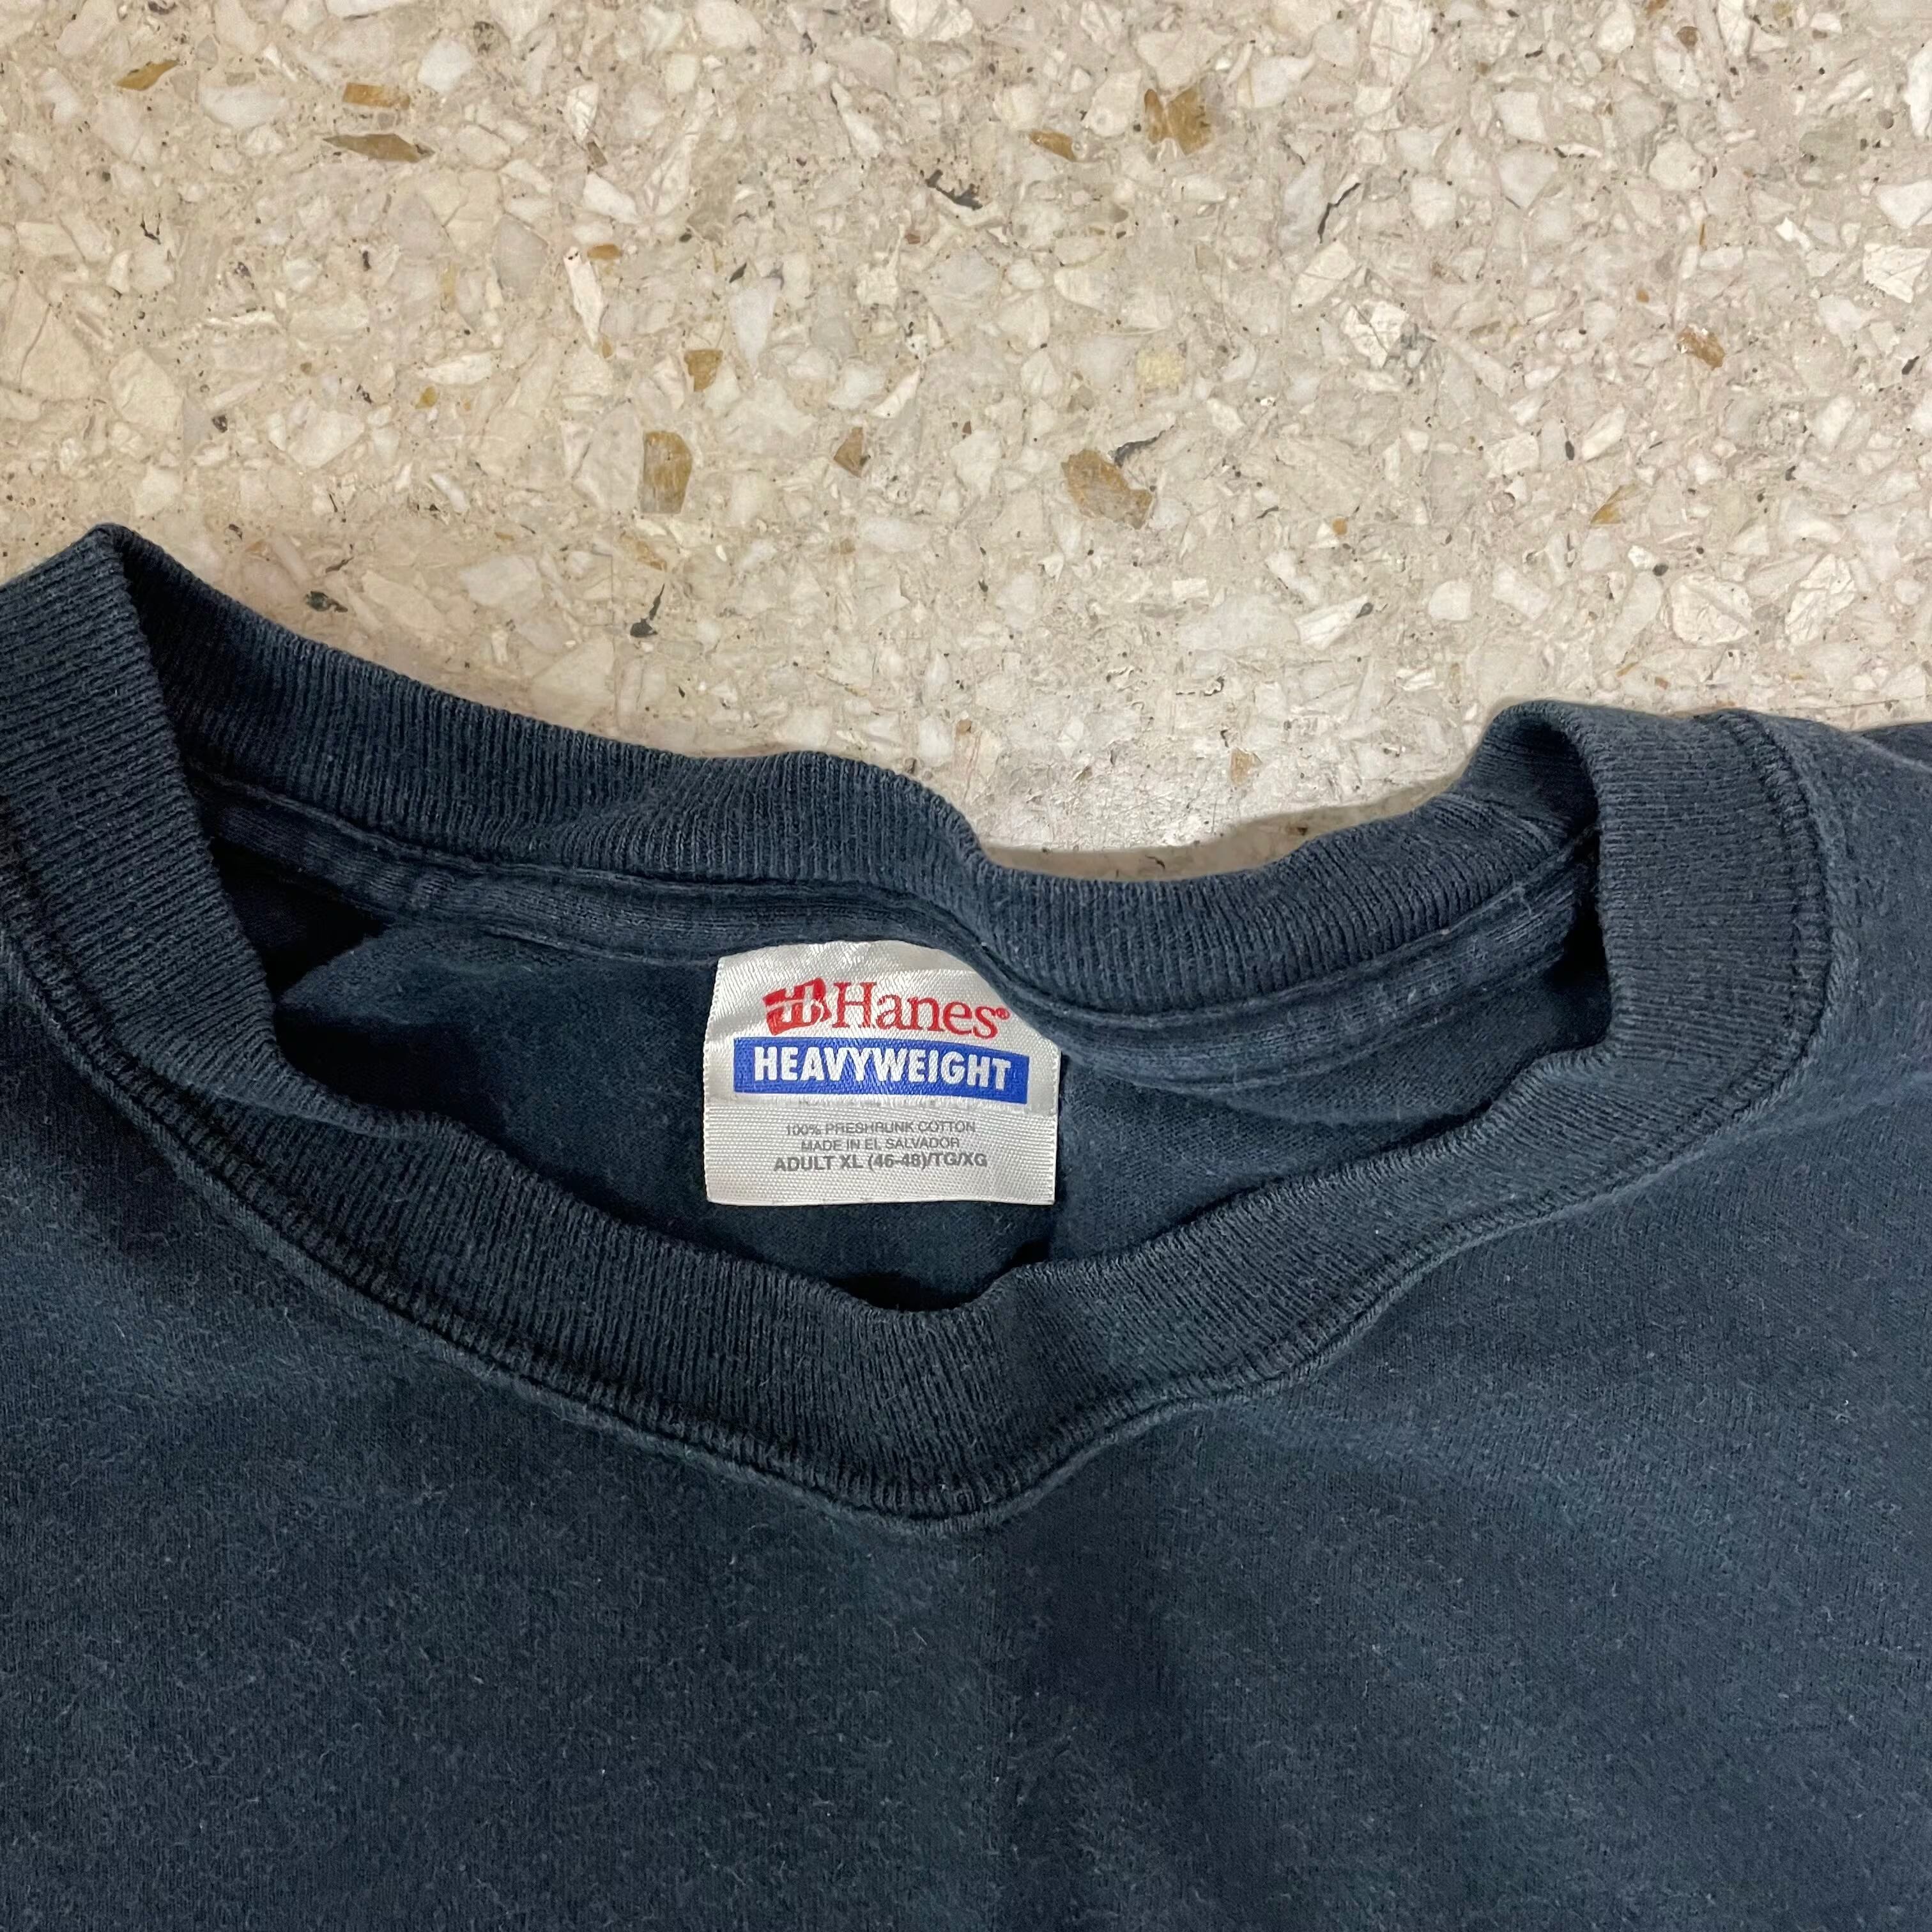 Hanes®
HEAVYWEIGHT
100% PRESHRUNK COTTON
MADE IN EL SALVADOR
ADULT XL (46-48)/TG/XG